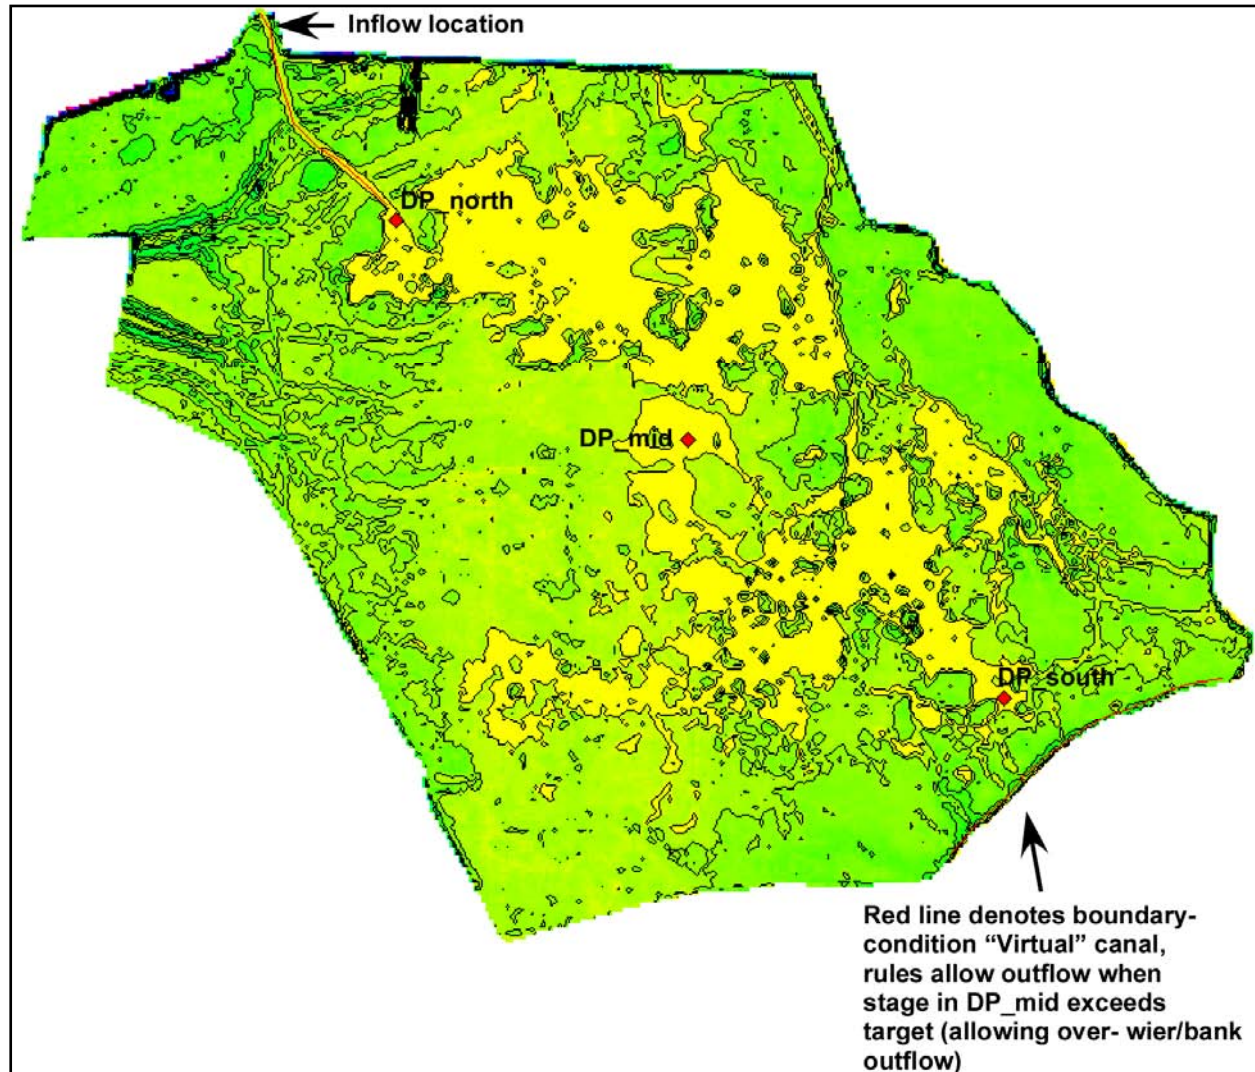 Inflow location
DP_north
DP_mid
DP_south
Red line denotes boundary-
condition “Virtual” canal,
rules allow outflow when
stage in DP_mid exceeds
target (allowing over- wier/bank
outflow)